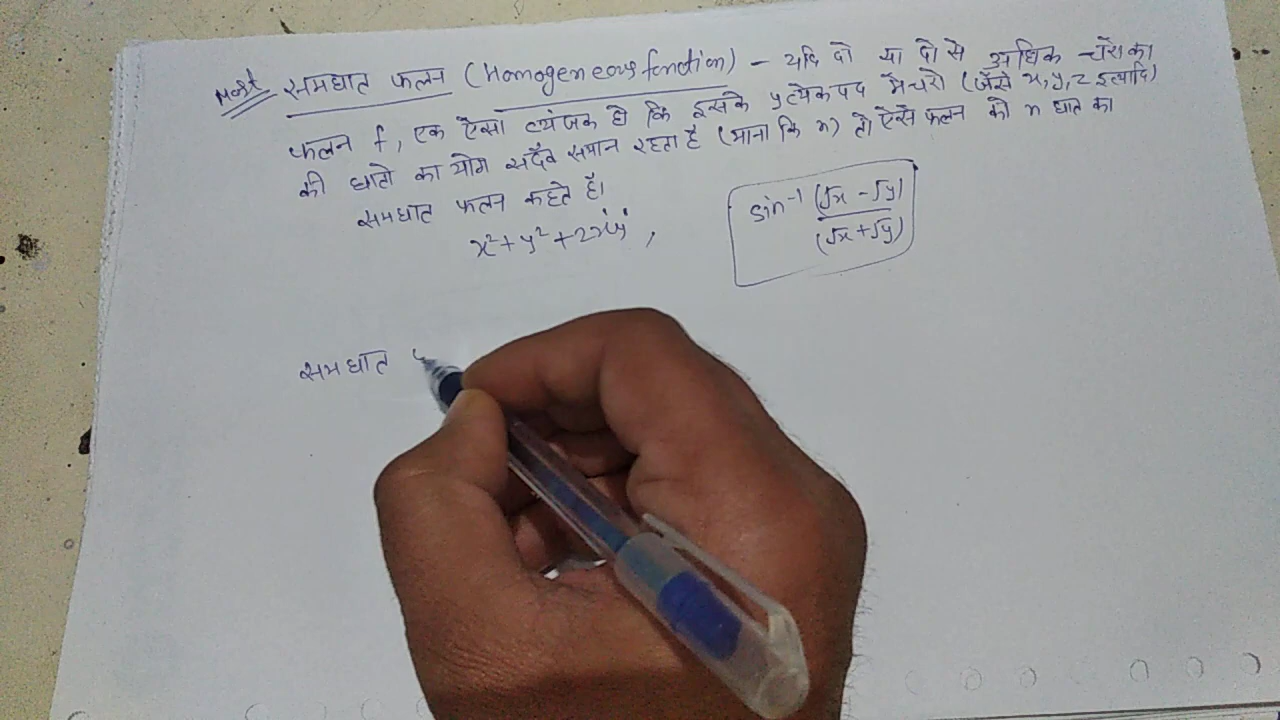 Most समघात फलन (Homogeneous function) - यदि दो या दो से अधिक चरों का
फलन f, एक ऐसा व्यंजक हो कि इसके प्रत्येक पद में चरो (जैसे x, y, z इत्यादि)
की घातो का योग सदैव समान रहता है (माना कि n) तो ऐसे फलन को n घात का
समघात फलन कहते हैं।
x²+y²+2x¹y¹,
sin⁻¹ (√x - √y) / (√x + √y)
समघात